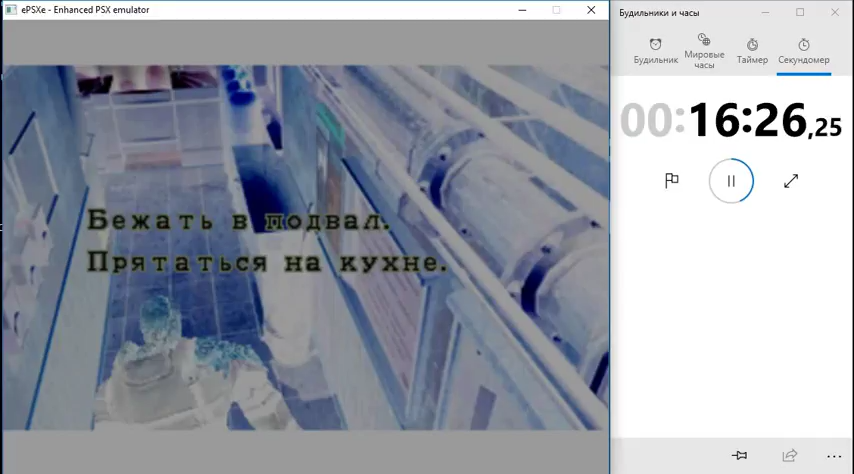 ePSXe - Enhanced PSX emulator
Бежать в подвал.
Прятаться на кухне.
Будильники и часы
Будильник
Мировые
часы
Таймер
Секундомер
00:16:26,25